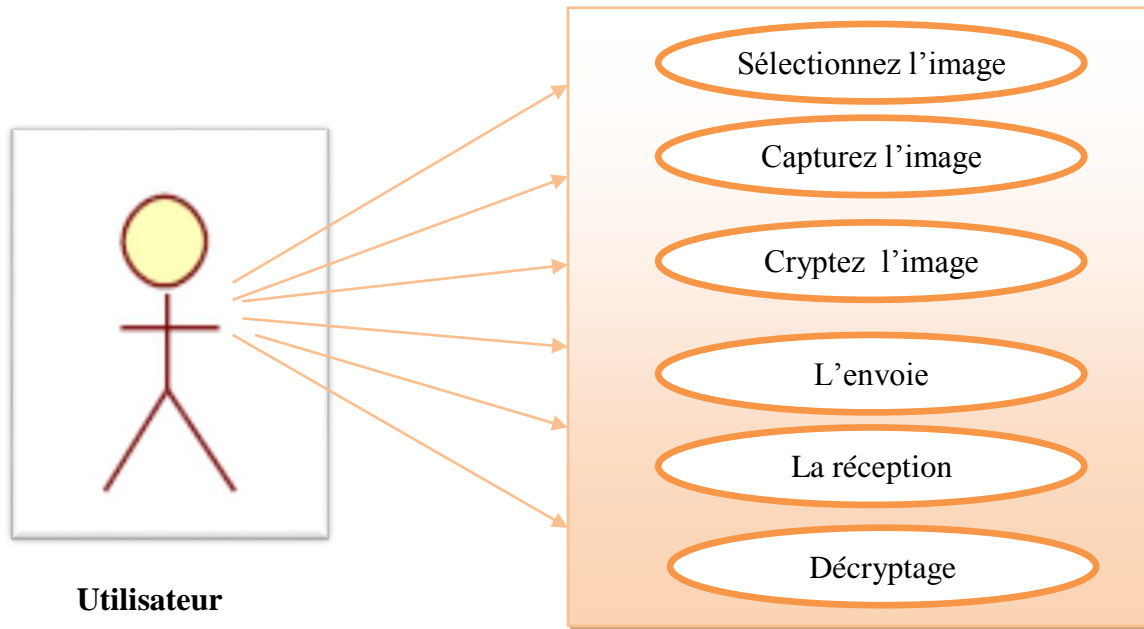 Sélectionnez l’image
Capturez l’image
Cryptez l’image
L’envoie
La réception
Décryptage
Utilisateur